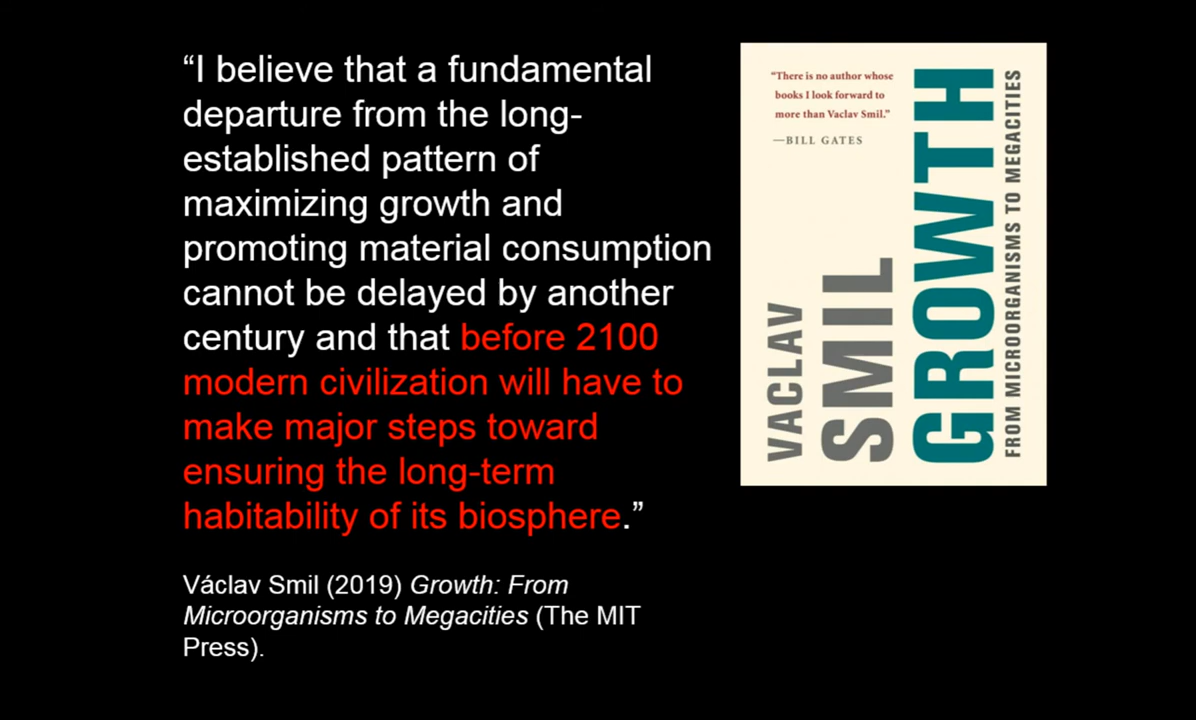 “I believe that a fundamental
departure from the long-
established pattern of
maximizing growth and
promoting material consumption
cannot be delayed by another
century and that before 2100
modern civilization will have to
make major steps toward
ensuring the long-term
habitability of its biosphere.”
Václav Smil (2019) Growth: From
Microorganisms to Megacities (The MIT
Press).
“There is no author whose
books I look forward to
more than Vaclav Smil.”
—BILL GATES
VACLAV
SMIL
GROWTH
FROM MICROORGANISMS TO MEGACITIES